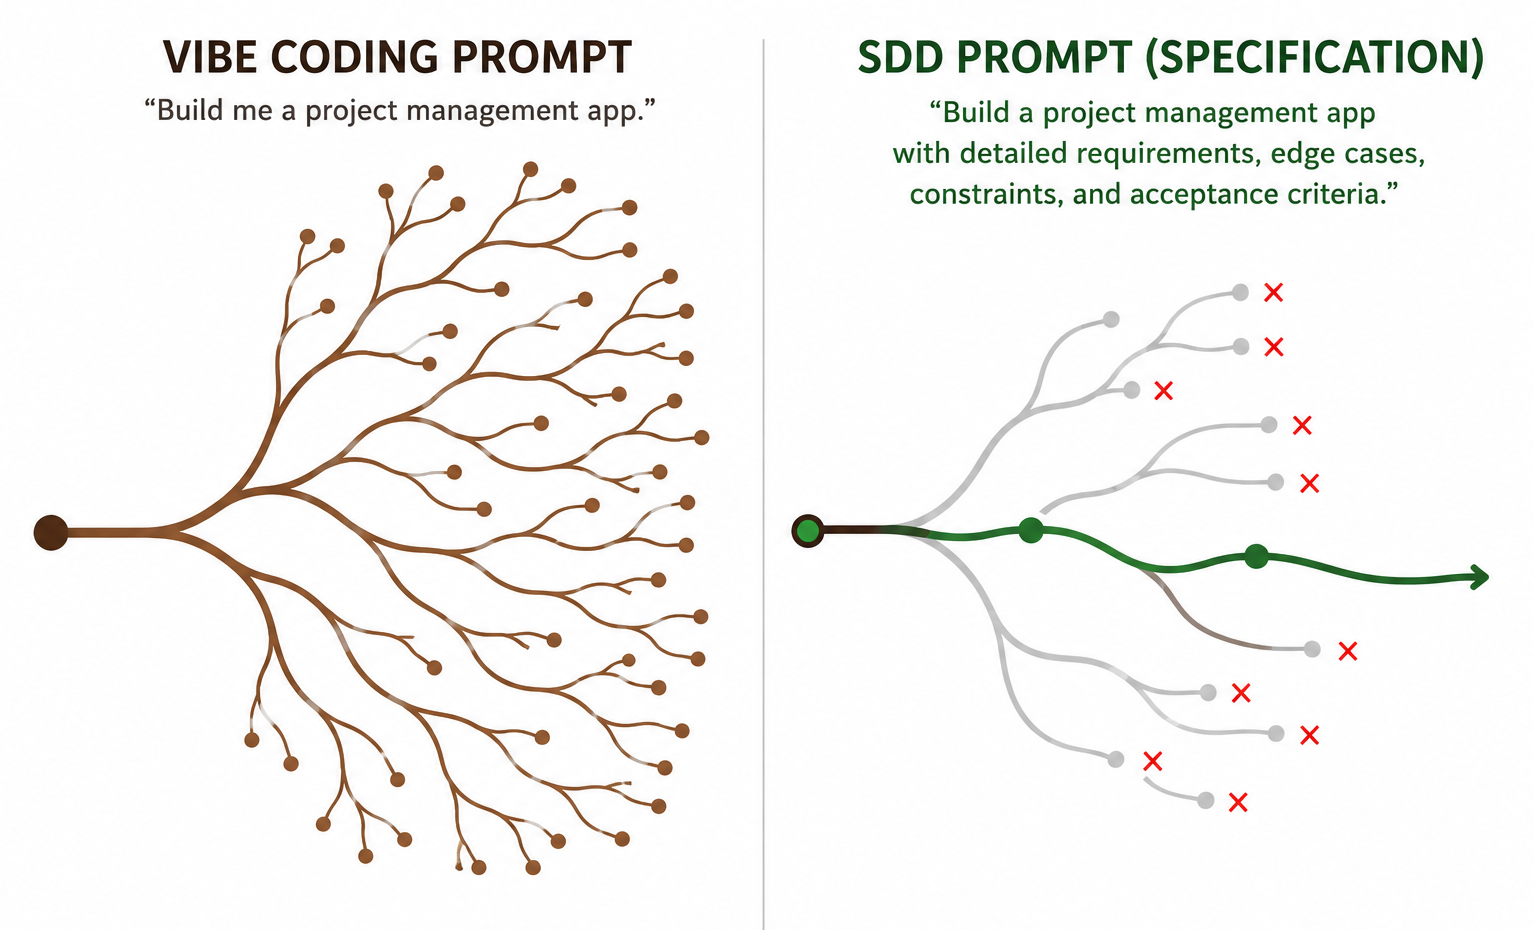 VIBE CODING PROMPT
“Build me a project management app.”
SDD PROMPT (SPECIFICATION)
“Build a project management app
with detailed requirements, edge cases,
constraints, and acceptance criteria.”